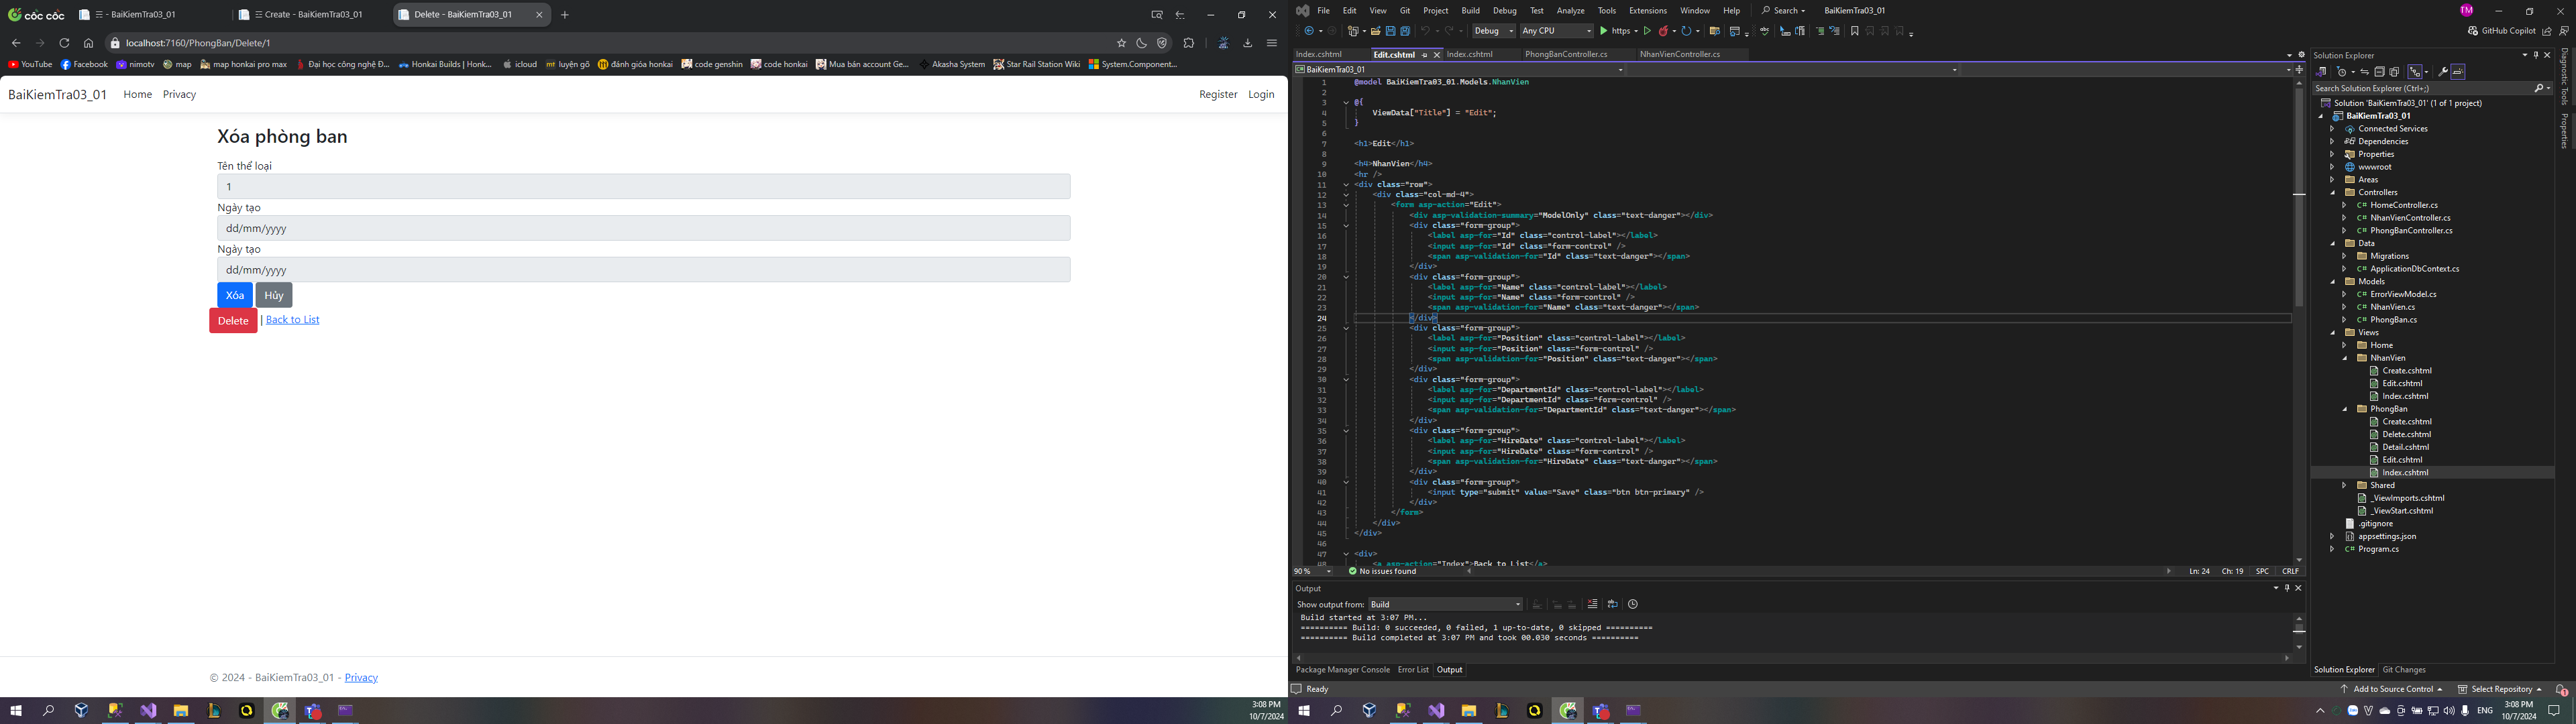 cốc cốc
☰ - BaiKiemTra03_01
☰ Create - BaiKiemTra03_01
Delete - BaiKiemTra03_01
localhost:7160/PhongBan/Delete/1
YouTube Facebook nimotv map map honkai pro max Đại học công nghệ Đ... Honkai Builds | Honk... icloud luyện gõ đánh gióa honkai code genshin code honkai Mua bán account Ge... Akasha System Star Rail Station Wiki System.Component...
BaiKiemTra03_01 Home Privacy Register Login
Xóa phòng ban
Tên thể loại
1
Ngày tạo
dd/mm/yyyy
Ngày tạo
dd/mm/yyyy
Xóa Hủy
Delete | Back to List
© 2024 - BaiKiemTra03_01 - Privacy
3:08 PM
10/7/2024
File Edit View Git Project Build Debug Test Analyze Tools Extensions Window Help Search BaiKiemTra03_01 TM
Debug Any CPU https GitHub Copilot
Index.cshtml Edit.cshtml Index.cshtml PhongBanController.cs NhanVienController.cs
BaiKiemTra03_01
1 @model BaiKiemTra03_01.Models.NhanVien
2
3 @{
4 ViewData["Title"] = "Edit";
5 }
6
7 <h1>Edit</h1>
8
9 <h4>NhanVien</h4>
10 <hr />
11 <div class="row">
12 <div class="col-md-4">
13 <form asp-action="Edit">
14 <div asp-validation-summary="ModelOnly" class="text-danger"></div>
15 <div class="form-group">
16 <label asp-for="Id" class="control-label"></label>
17 <input asp-for="Id" class="form-control" />
18 <span asp-validation-for="Id" class="text-danger"></span>
19 </div>
20 <div class="form-group">
21 <label asp-for="Name" class="control-label"></label>
22 <input asp-for="Name" class="form-control" />
23 <span asp-validation-for="Name" class="text-danger"></span>
24 </div>
25 <div class="form-group">
26 <label asp-for="Position" class="control-label"></label>
27 <input asp-for="Position" class="form-control" />
28 <span asp-validation-for="Position" class="text-danger"></span>
29 </div>
30 <div class="form-group">
31 <label asp-for="DepartmentId" class="control-label"></label>
32 <input asp-for="DepartmentId" class="form-control" />
33 <span asp-validation-for="DepartmentId" class="text-danger"></span>
34 </div>
35 <div class="form-group">
36 <label asp-for="HireDate" class="control-label"></label>
37 <input asp-for="HireDate" class="form-control" />
38 <span asp-validation-for="HireDate" class="text-danger"></span>
39 </div>
40 <div class="form-group">
41 <input type="submit" value="Save" class="btn btn-primary" />
42 </div>
43 </form>
44 </div>
45 </div>
46
47 <div>
48 <a asp-action="Index">Back to List</a>
90 % No issues found Ln: 24 Ch: 19 SPC CRLF
Output
Show output from: Build
Build started at 3:07 PM...
========== Build: 0 succeeded, 0 failed, 1 up-to-date, 0 skipped ==========
========== Build completed at 3:07 PM and took 00.030 seconds ==========
Package Manager Console Error List Output
Ready
Solution Explorer
Search Solution Explorer (Ctrl+;)
Solution 'BaiKiemTra03_01' (1 of 1 project)
BaiKiemTra03_01
Connected Services
Dependencies
Properties
wwwroot
Areas
Controllers
C# HomeController.cs
C# NhanVienController.cs
C# PhongBanController.cs
Data
Migrations
C# ApplicationDbContext.cs
Models
C# ErrorViewModel.cs
C# NhanVien.cs
C# PhongBan.cs
Views
Home
NhanVien
Create.cshtml
Edit.cshtml
Index.cshtml
PhongBan
Create.cshtml
Delete.cshtml
Detail.cshtml
Edit.cshtml
Index.cshtml
Shared
_ViewImports.cshtml
_ViewStart.cshtml
.gitignore
appsettings.json
C# Program.cs
Solution Explorer Git Changes
Diagnostic Tools
Properties
Add to Source Control Select Repository 1
ENG
3:08 PM
10/7/2024